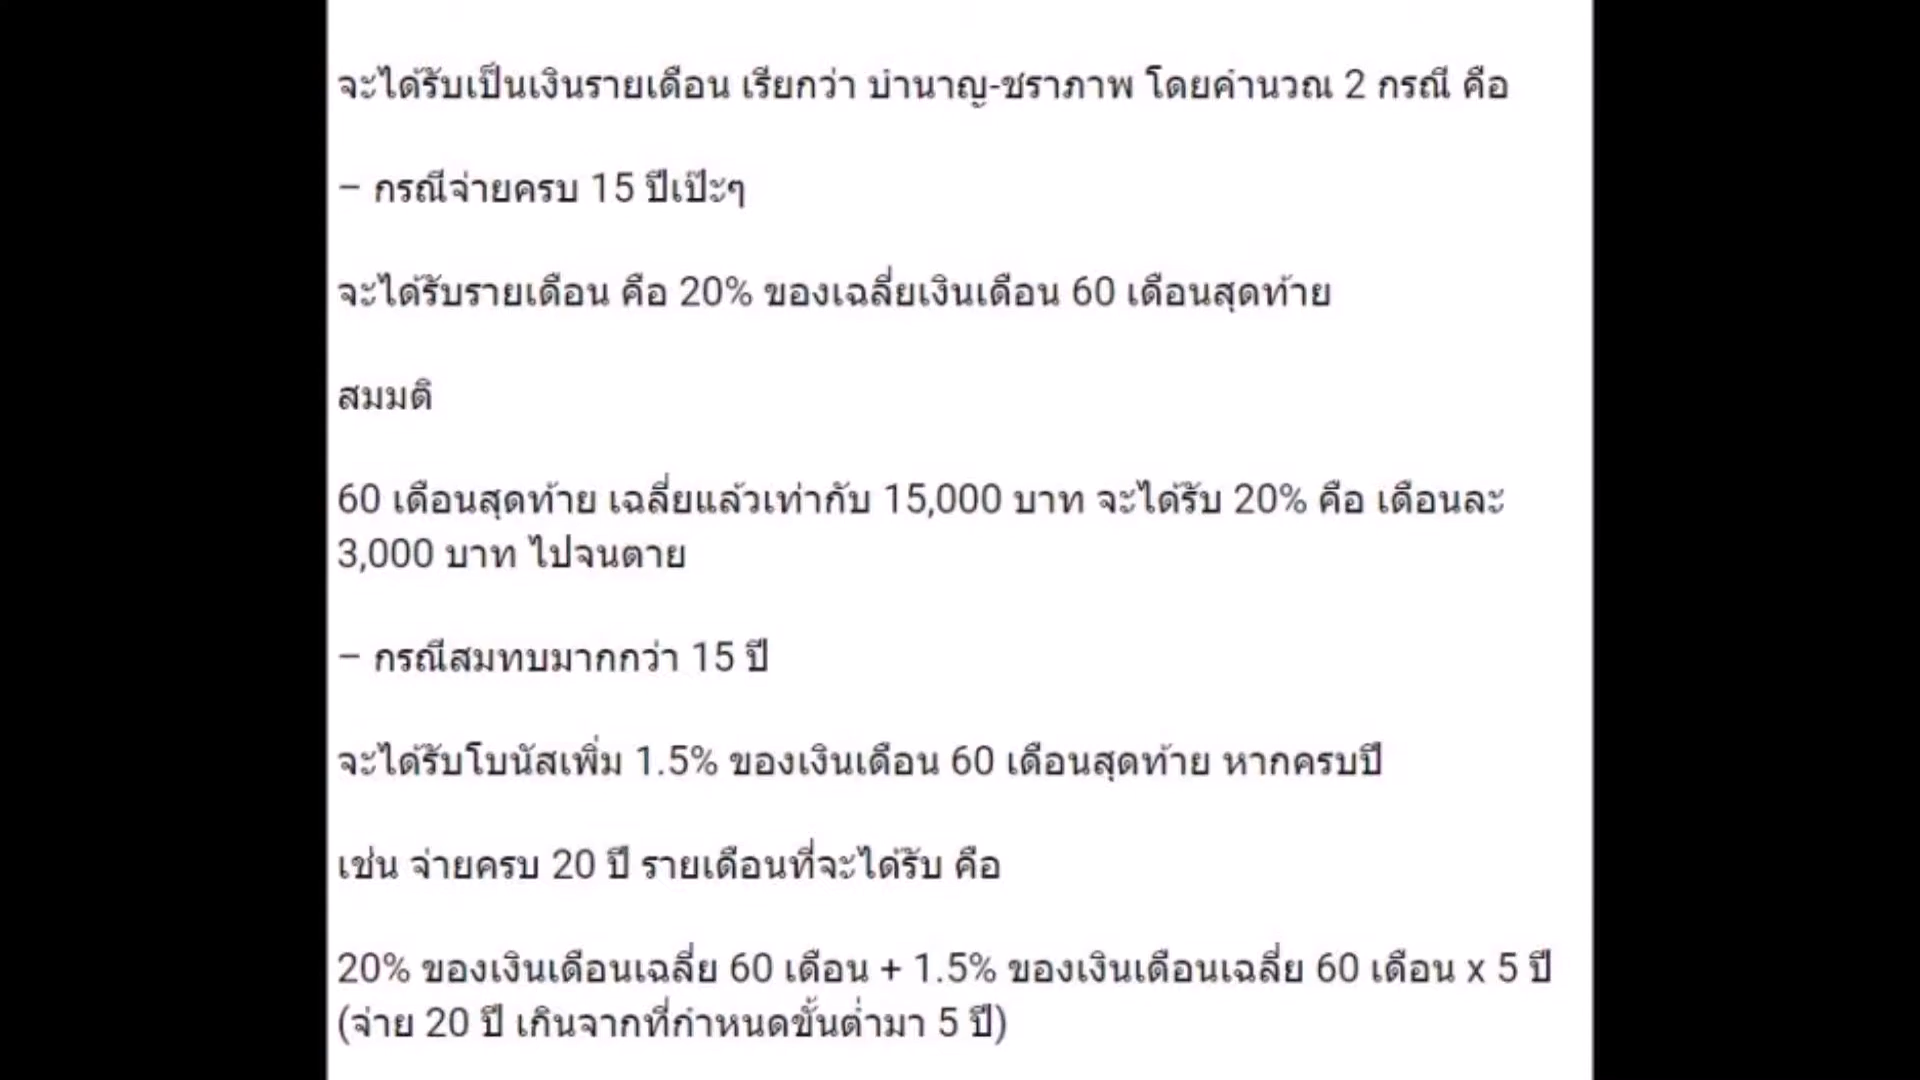 จะได้รับเป็นเงินรายเดือน เรียกว่า บำนาญ-ชราภาพ โดยคำนวณ 2 กรณี คือ
– กรณีจ่ายครบ 15 ปีเป๊ะๆ
จะได้รับรายเดือน คือ 20% ของเฉลี่ยเงินเดือน 60 เดือนสุดท้าย
สมมติ
60 เดือนสุดท้าย เฉลี่ยแล้วเท่ากับ 15,000 บาท จะได้รับ 20% คือ เดือนละ
3,000 บาท ไปจนตาย
– กรณีสมทบมากกว่า 15 ปี
จะได้รับโบนัสเพิ่ม 1.5% ของเงินเดือน 60 เดือนสุดท้าย หากครบปี
เช่น จ่ายครบ 20 ปี รายเดือนที่จะได้รับ คือ
20% ของเงินเดือนเฉลี่ย 60 เดือน + 1.5% ของเงินเดือนเฉลี่ย 60 เดือน x 5 ปี
(จ่าย 20 ปี เกินจากที่กำหนดขั้นต่ำมา 5 ปี)